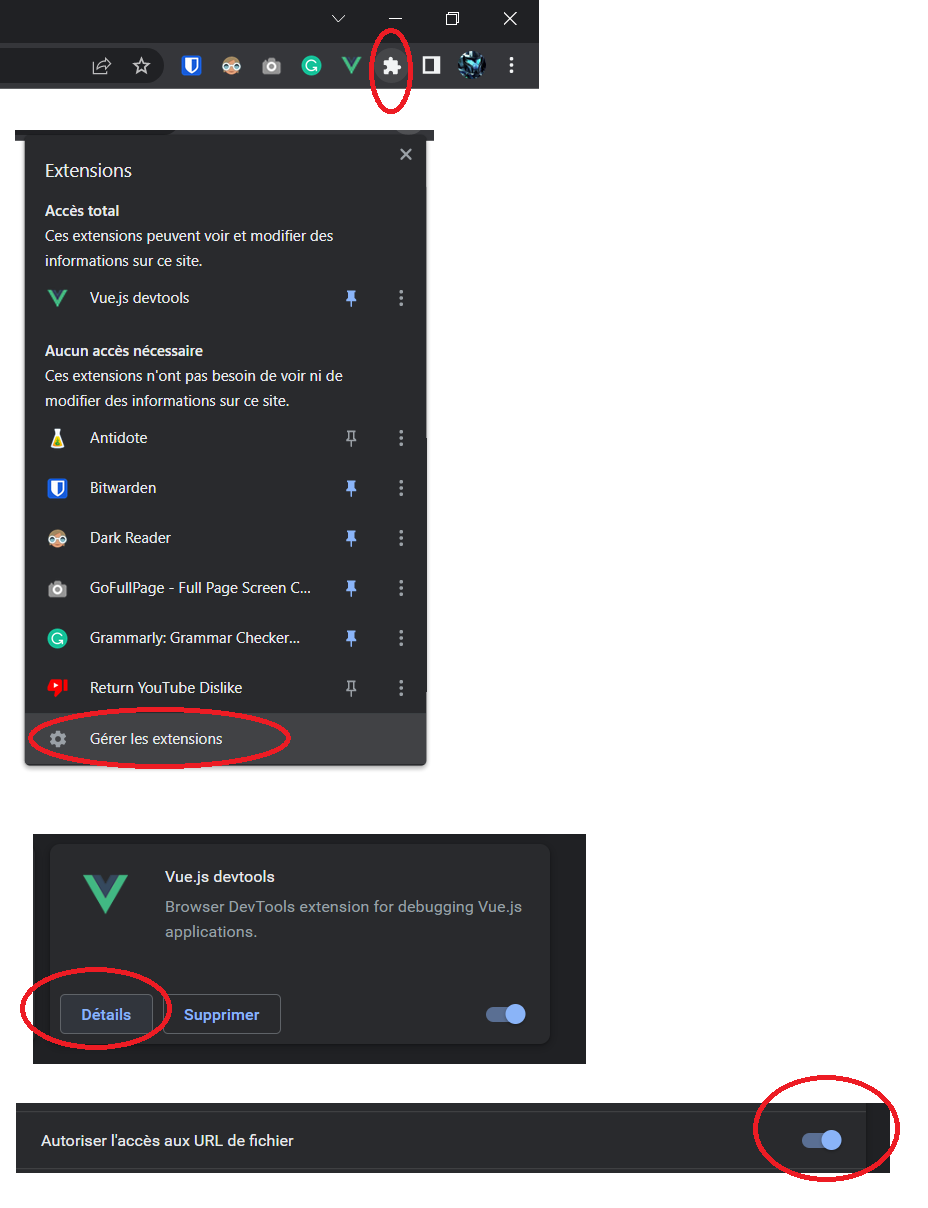 Extensions
Accès total
Ces extensions peuvent voir et modifier des
informations sur ce site.
Vue.js devtools
Aucun accès nécessaire
Ces extensions n'ont pas besoin de voir ni de
modifier des informations sur ce site.
Antidote
Bitwarden
Dark Reader
GoFullPage - Full Page Screen C...
Grammarly: Grammar Checker...
Return YouTube Dislike
Gérer les extensions
Vue.js devtools
Browser DevTools extension for debugging Vue.js
applications.
Détails Supprimer
Autoriser l'accès aux URL de fichier